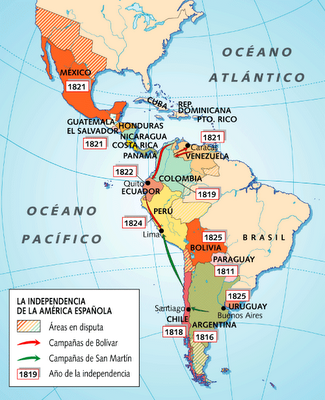 OCÉANO
ATLÁNTICO
MÉXICO
1821
CUBA
REP.
DOMINICANA
PTO. RICO
GUATEMALA
EL SALVADOR
HONDURAS
NICARAGUA
COSTA RICA
1821
PANAMÁ
1821
Caracas
VENEZUELA
1822
Quito
ECUADOR
COLOMBIA
1819
OCÉANO
PACÍFICO
PERÚ
1824
Lima
BRASIL
1825
BOLIVIA
PARAGUAY
1811
1825
URUGUAY
Buenos Aires
Santiago
CHILE
1818
ARGENTINA
1816
LA INDEPENDENCIA
DE LA AMÉRICA ESPAÑOLA
Áreas en disputa
Campañas de Bolívar
Campañas de San Martín
1819 Año de la independencia